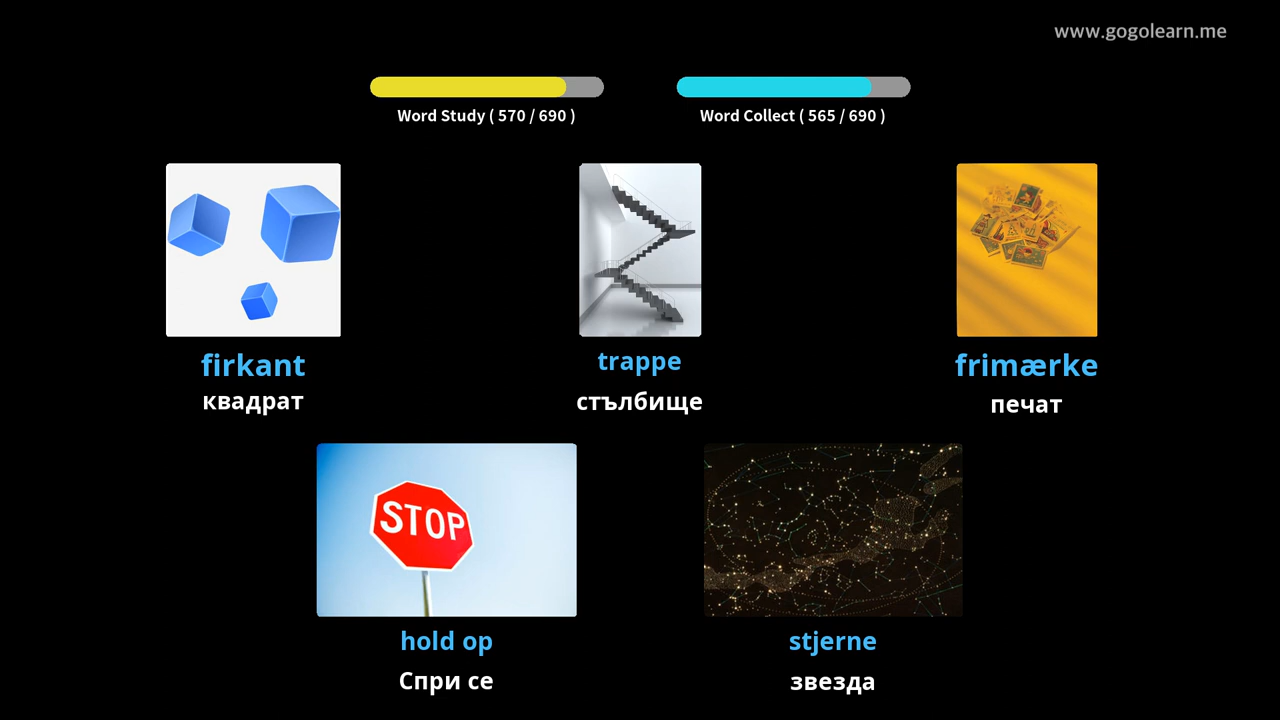 www.gogolearn.me
Word Study ( 570 / 690 )
Word Collect ( 565 / 690 )
firkant
квадрат
trappe
стълбище
frimærke
печат
STOP
hold op
Спри се
stjerne
звезда